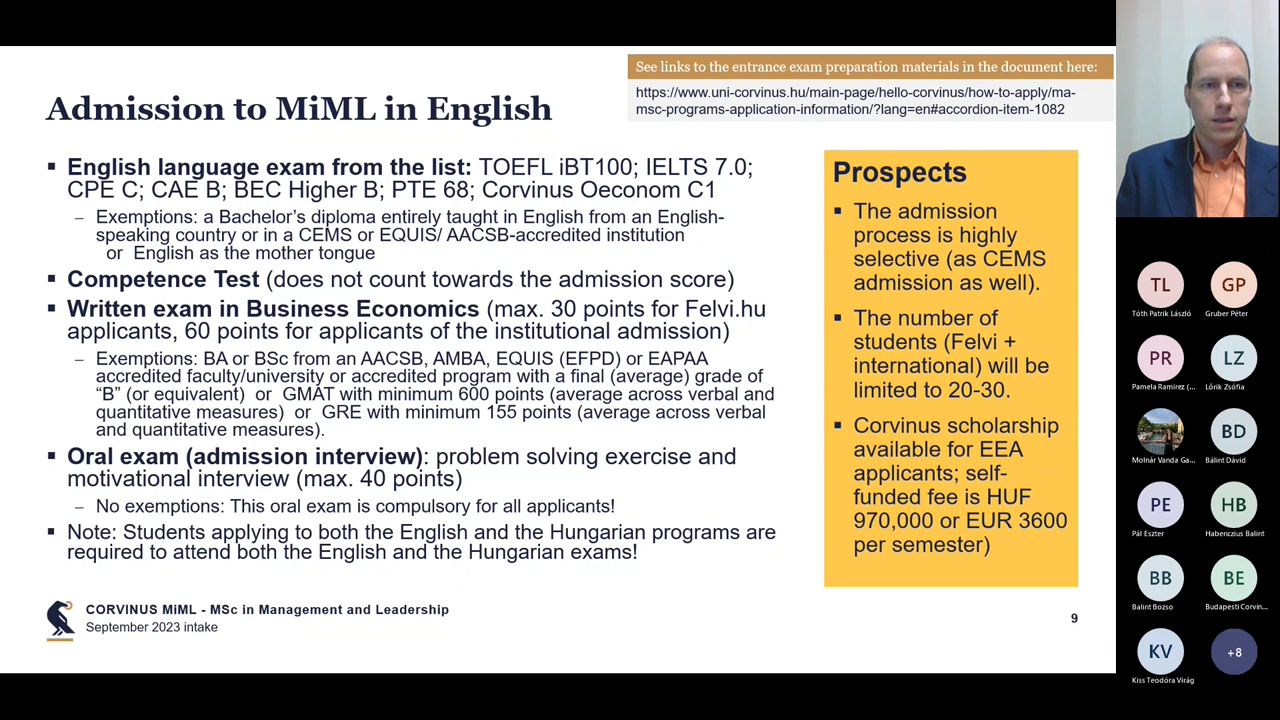 See links to the entrance exam preparation materials in the document here:
https://www.uni-corvinus.hu/main-page/hello-corvinus/how-to-apply/ma-
msc-programs-application-information/?lang=en#accordion-item-1082
Admission to MiML in English
▪ English language exam from the list: TOEFL iBT100; IELTS 7.0;
CPE C; CAE B; BEC Higher B; PTE 68; Corvinus Oeconom C1
– Exemptions: a Bachelor’s diploma entirely taught in English from an English-
speaking country or in a CEMS or EQUIS/ AACSB-accredited institution
or English as the mother tongue
▪ Competence Test (does not count towards the admission score)
▪ Written exam in Business Economics (max. 30 points for Felvi.hu
applicants, 60 points for applicants of the institutional admission)
– Exemptions: BA or BSc from an AACSB, AMBA, EQUIS (EFPD) or EAPAA
accredited faculty/university or accredited program with a final (average) grade of
“B” (or equivalent) or GMAT with minimum 600 points (average across verbal and
quantitative measures) or GRE with minimum 155 points (average across verbal
and quantitative measures).
▪ Oral exam (admission interview): problem solving exercise and
motivational interview (max. 40 points)
– No exemptions: This oral exam is compulsory for all applicants!
▪ Note: Students applying to both the English and the Hungarian programs are
required to attend both the English and the Hungarian exams!
Prospects
▪ The admission
process is highly
selective (as CEMS
admission as well).
▪ The number of
students (Felvi +
international) will be
limited to 20-30.
▪ Corvinus scholarship
available for EEA
applicants; self-
funded fee is HUF
970,000 or EUR 3600
per semester)
CORVINUS MiML - MSc in Management and Leadership
September 2023 intake
9
TL
GP
Tóth Patrik László
Gruber Péter
PR
LZ
Pamela Ramirez (...
Lőrik Zsófia
BD
Molnár Vanda Ga...
Bálint Dávid
PE
HB
Pál Eszter
Habenczius Balint
BB
BE
Balint Bozso
Budapesti Corvin...
KV
+8
Kiss Teodóra Virág